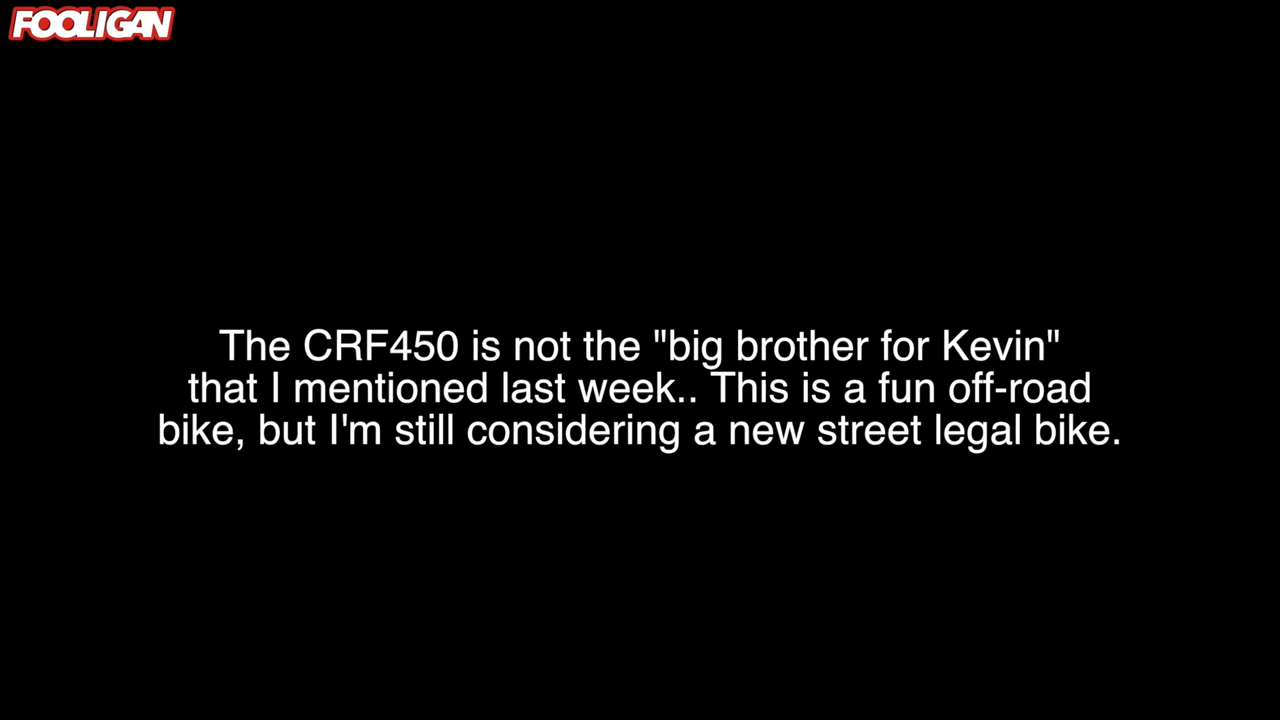 FOOLIGAN
The CRF450 is not the "big brother for Kevin"
that I mentioned last week.. This is a fun off-road
bike, but I'm still considering a new street legal bike.